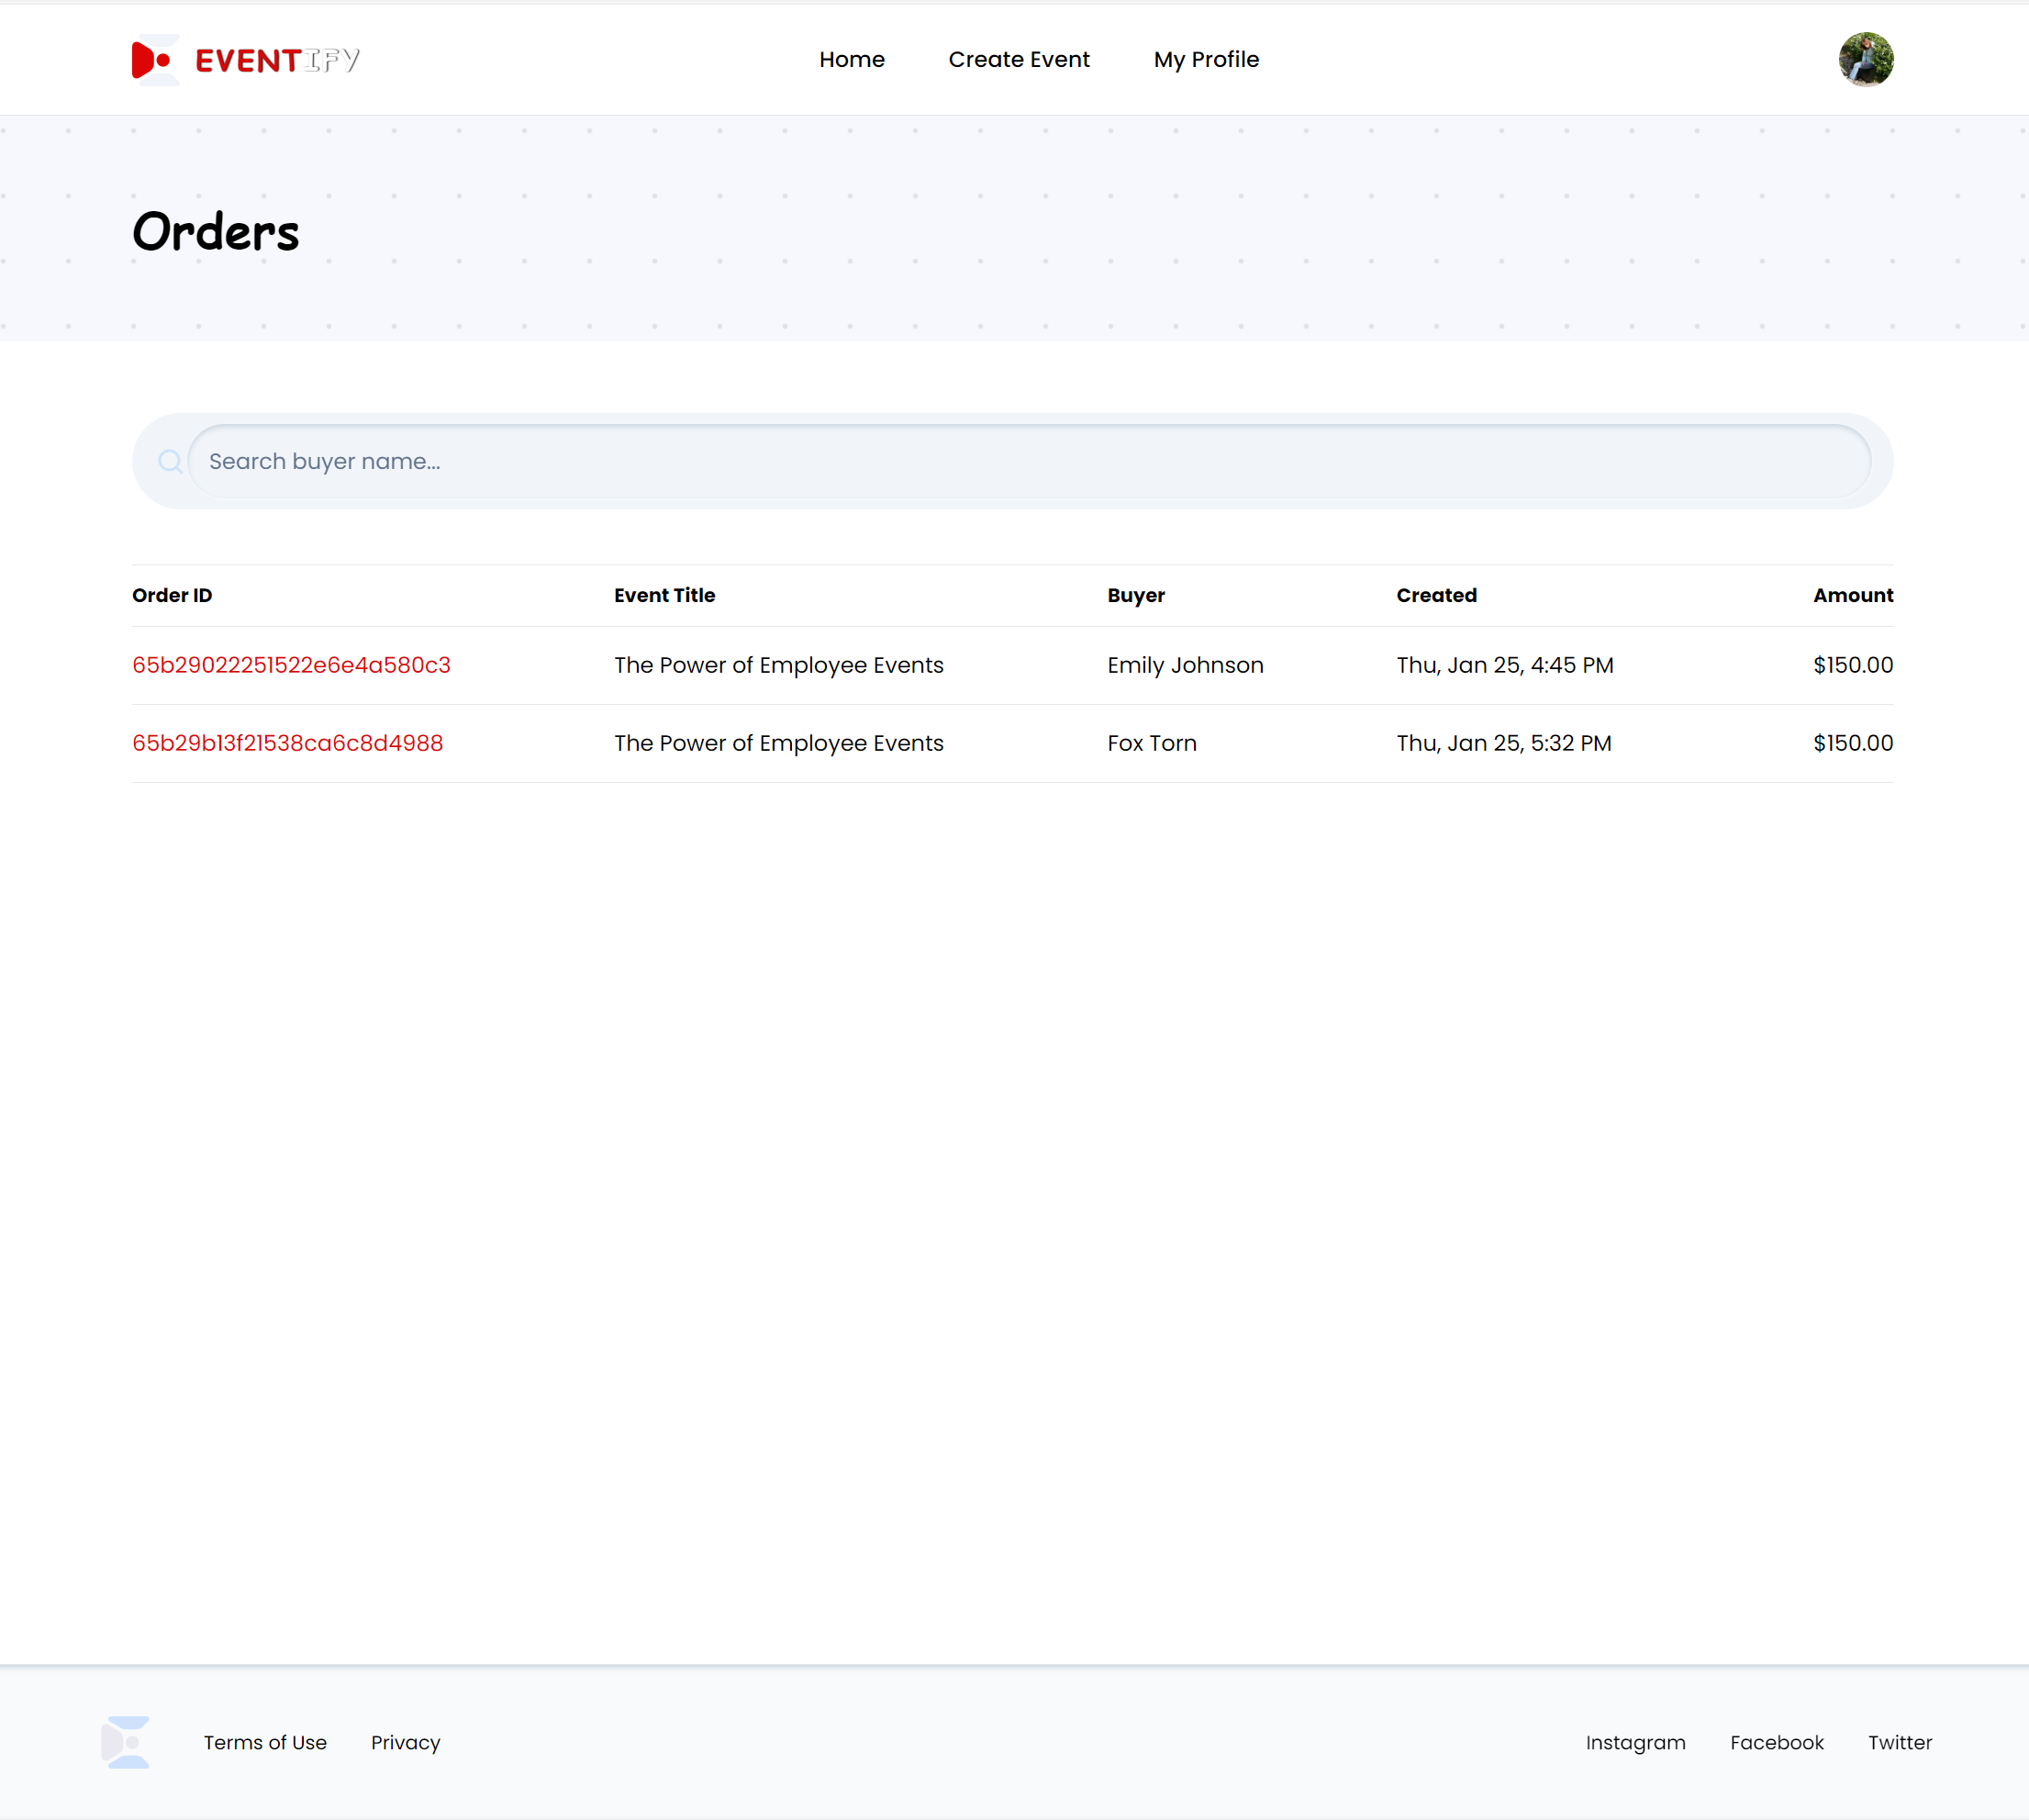 EVENTIFY
Home Create Event My Profile
Orders
Search buyer name...
Order ID Event Title Buyer Created Amount
65b29022251522e6e4a580c3 The Power of Employee Events Emily Johnson Thu, Jan 25, 4:45 PM $150.00
65b29b13f21538ca6c8d4988 The Power of Employee Events Fox Torn Thu, Jan 25, 5:32 PM $150.00
Terms of Use Privacy Instagram Facebook Twitter